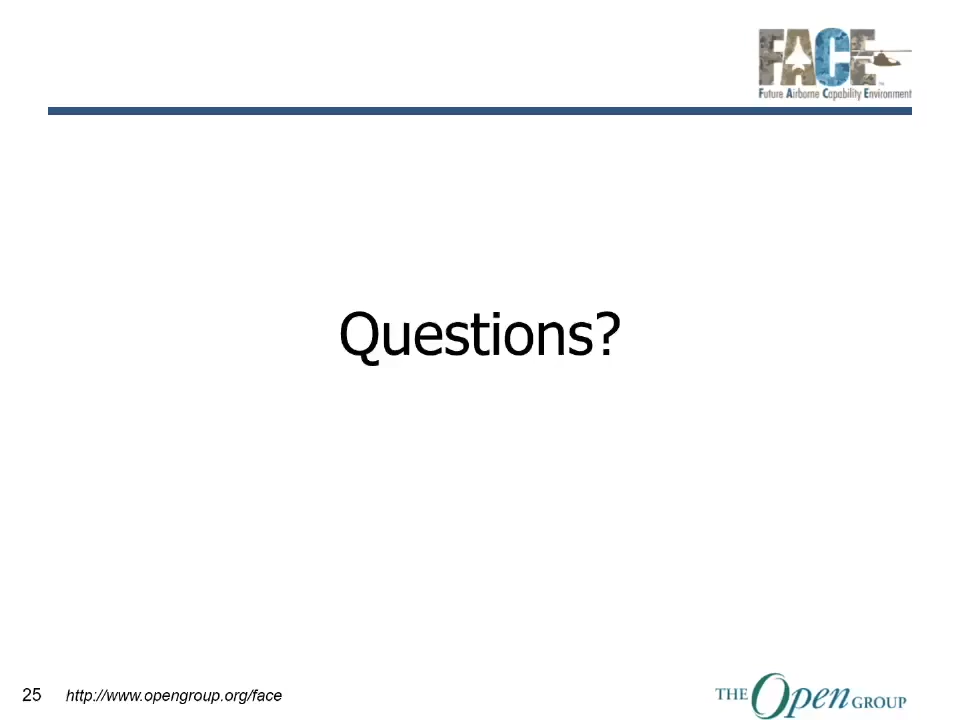 FACE
Future Airborne Capability Environment
Questions?
25 http://www.opengroup.org/face
THE Open GROUP